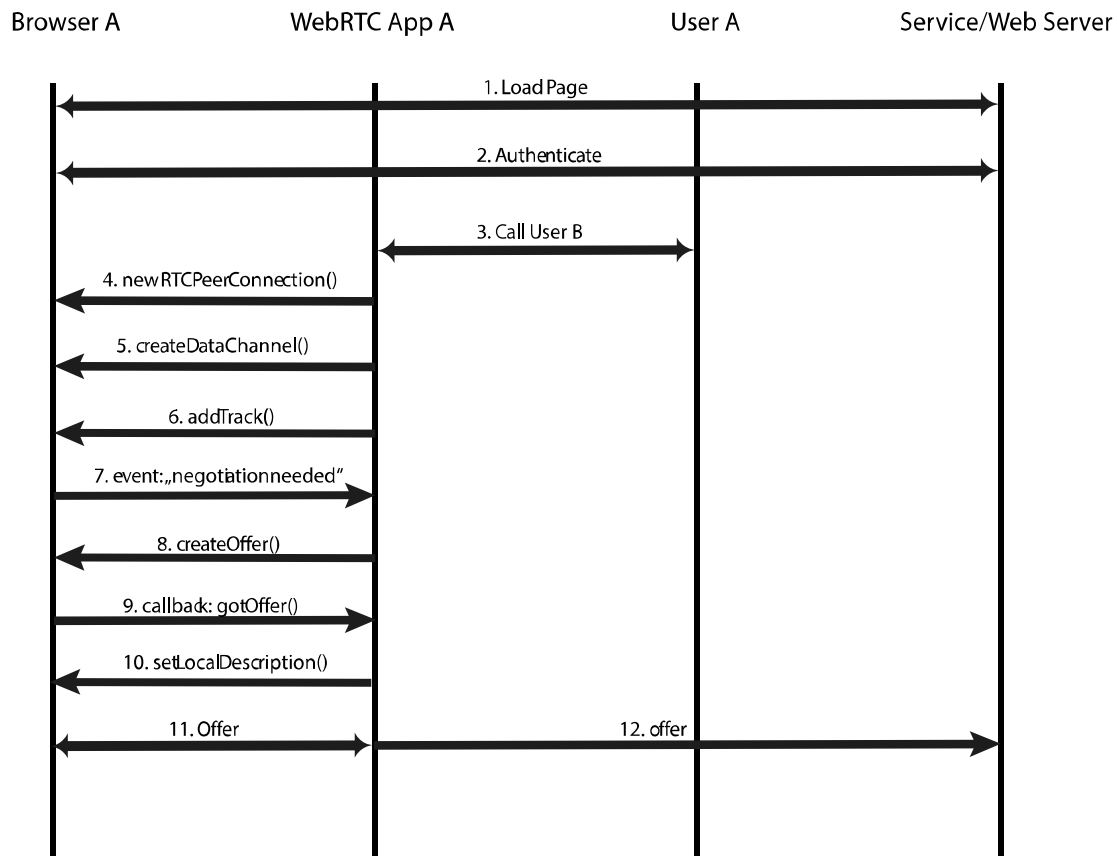 Browser A
WebRTC App A
User A
Service/Web Server
1. Load Page
2. Authenticate
3. Call User B
4. new RTCPeerConnection()
5. createDataChannel()
6. addTrack()
7. event:„negotiationneeded“
8. createOffer()
9. callback: gotOffer()
10. setLocalDescription()
11. Offer
12. offer